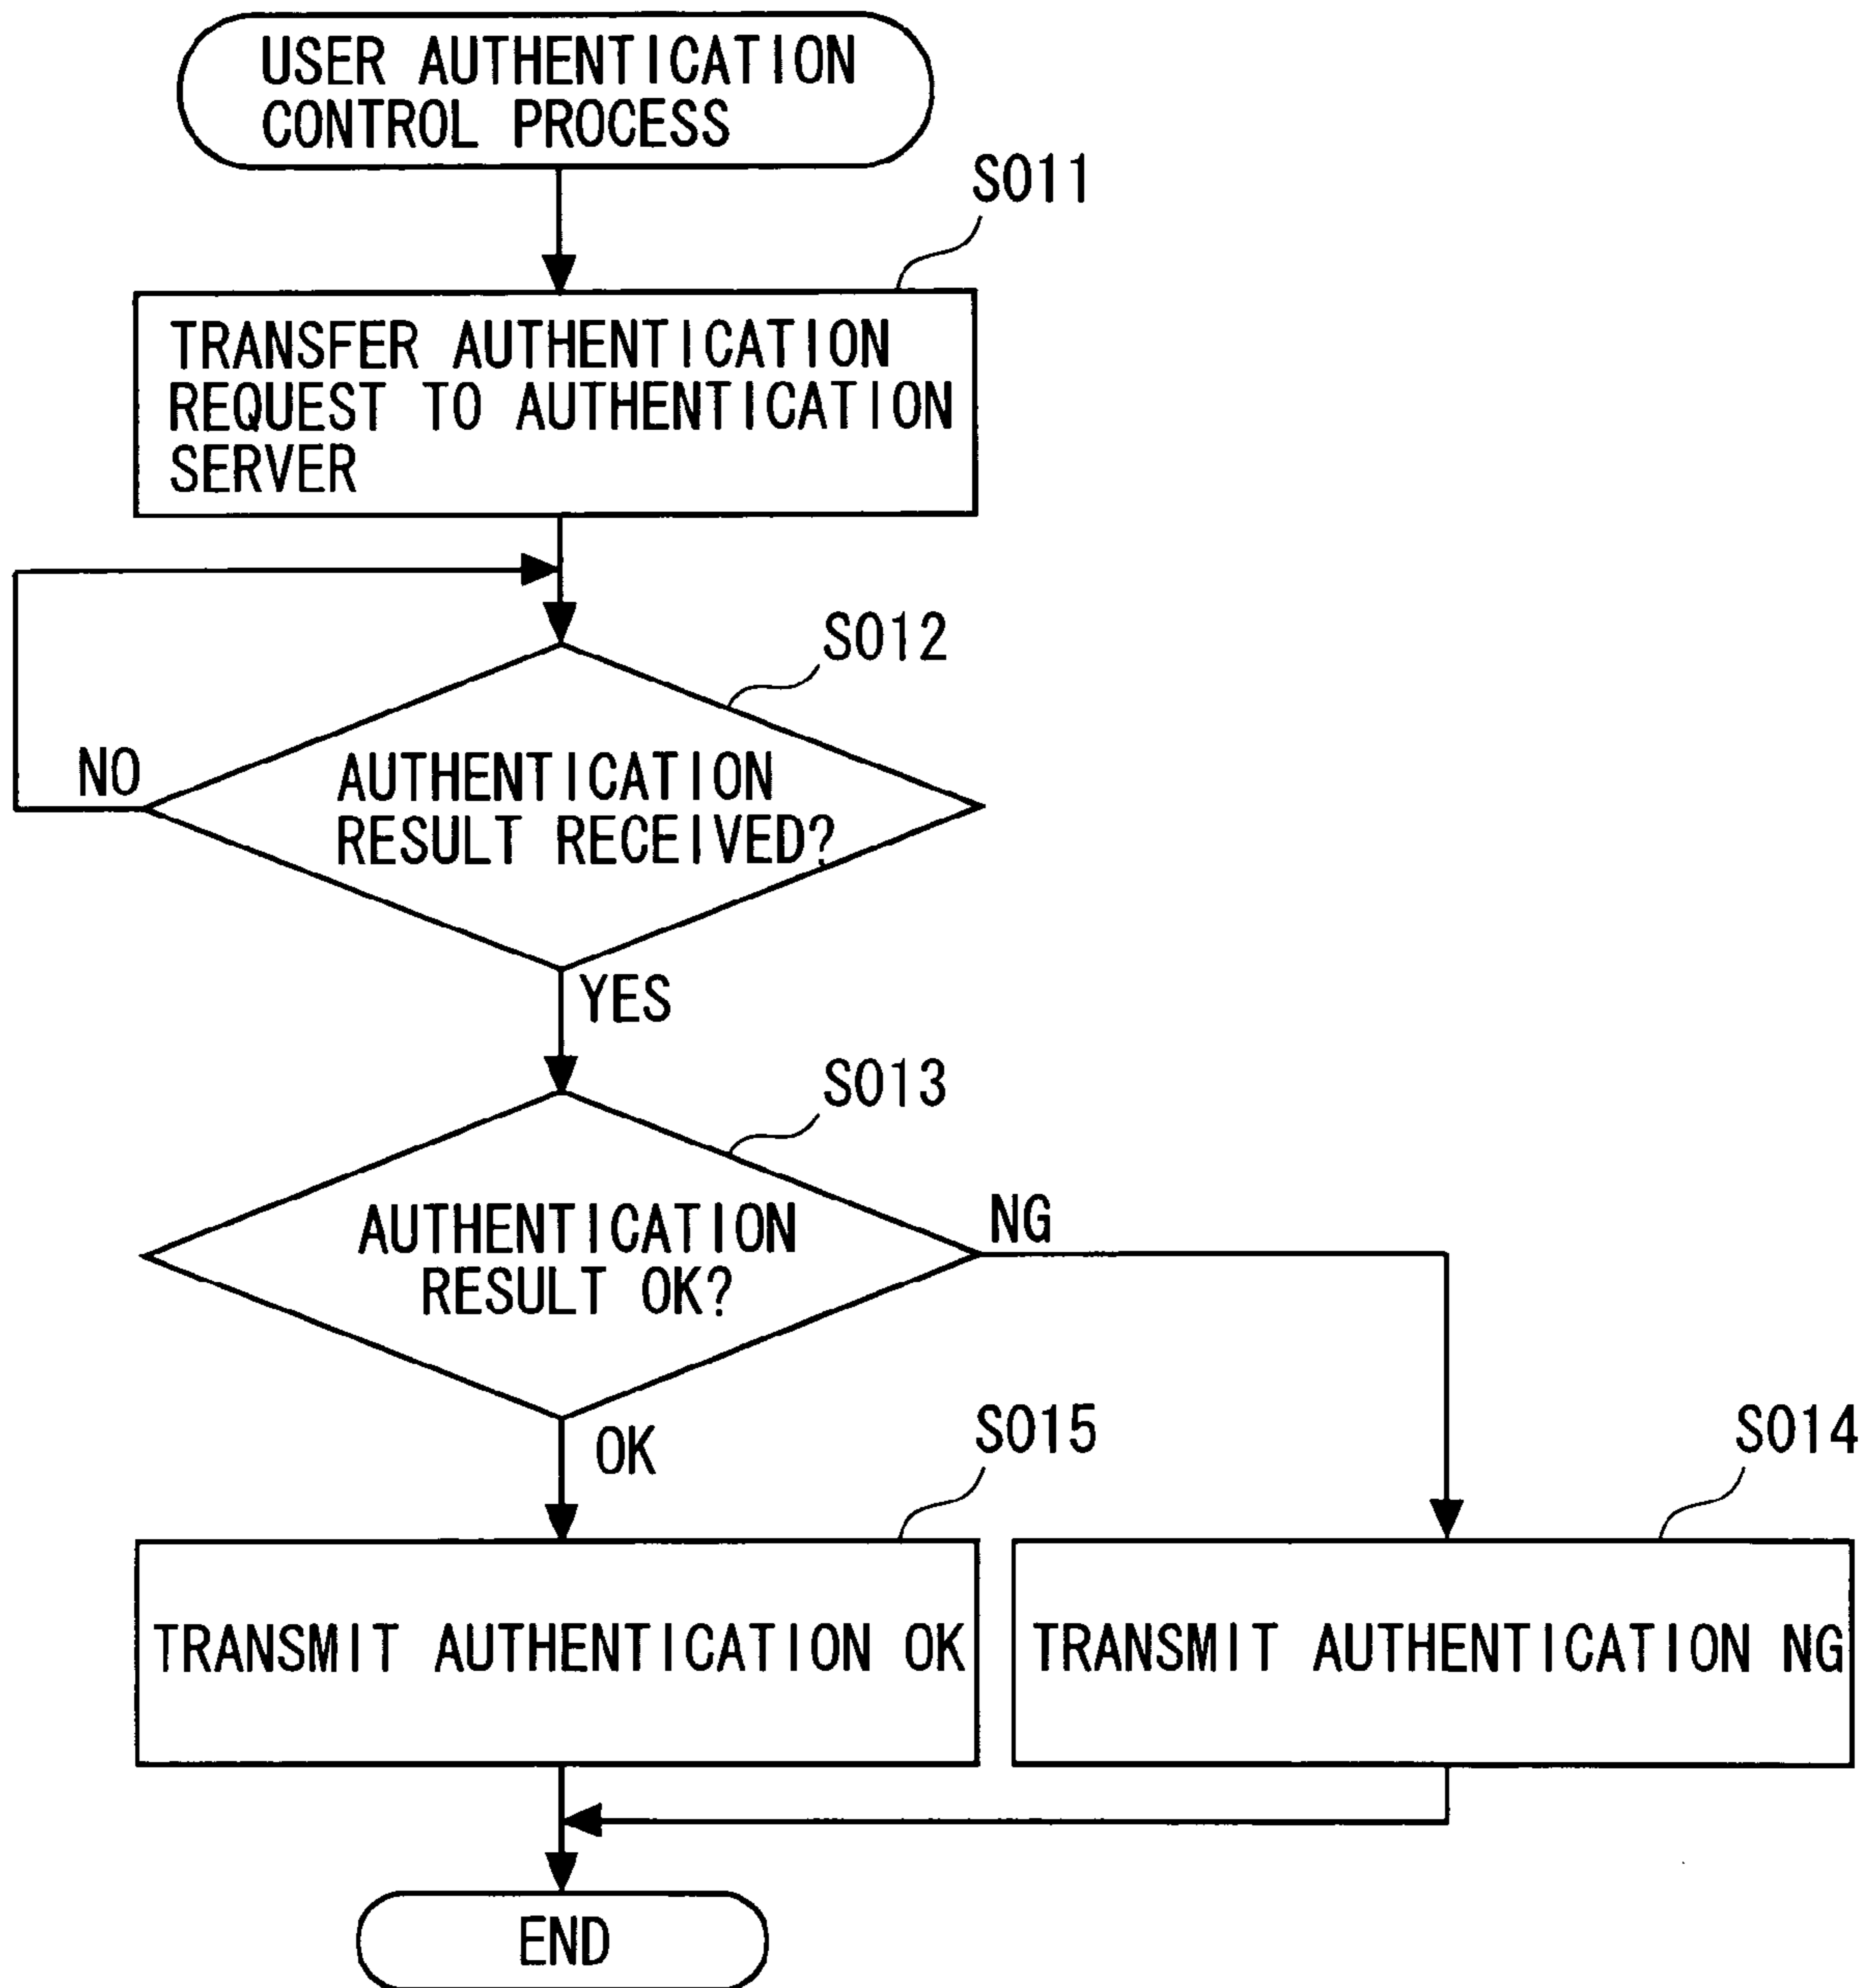 USER AUTHENTICATION
CONTROL PROCESS
S011
TRANSFER AUTHENTICATION
REQUEST TO AUTHENTICATION
SERVER
S012
NO
AUTHENTICATION
RESULT RECEIVED?
YES
S013
AUTHENTICATION
RESULT OK?
NG
OK
S015
S014
TRANSMIT AUTHENTICATION OK
TRANSMIT AUTHENTICATION NG
END